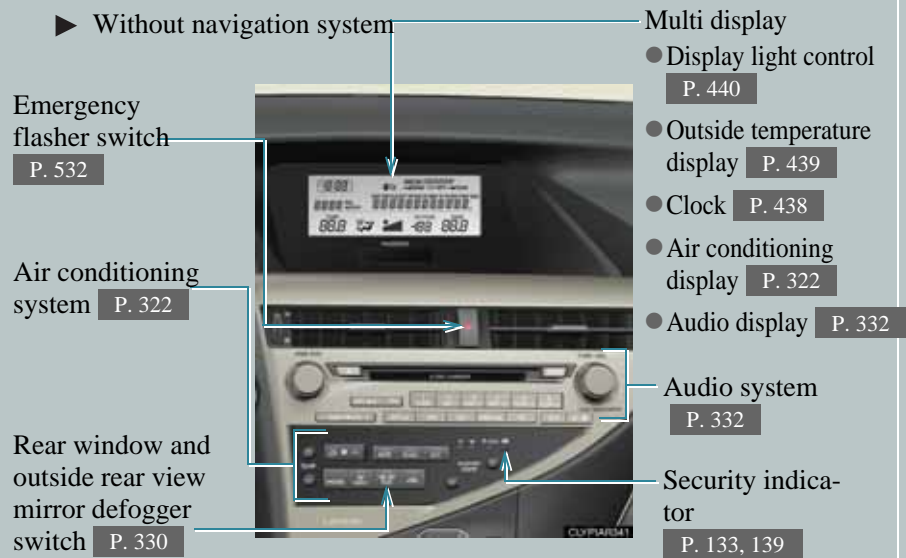 ▶ Without navigation system
Multi display
● Display light control
P. 440
● Outside temperature
display P. 439
● Clock P. 438
● Air conditioning
display P. 322
● Audio display P. 332
Emergency
flasher switch
P. 532
Air conditioning
system P. 322
Audio system
P. 332
Rear window and
outside rear view
mirror defogger
switch P. 330
Security indica-
tor
P. 133, 139
CLYPIAR341